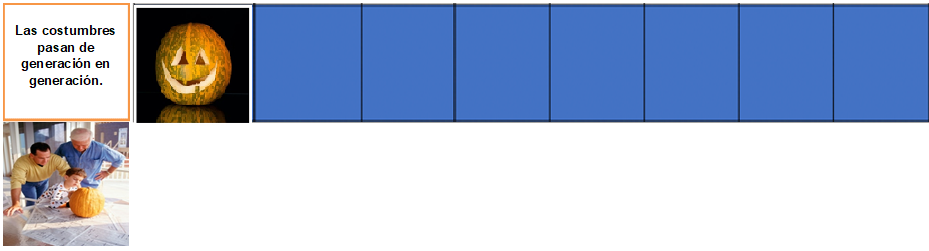 Las costumbres
pasan de
generación en
generación.